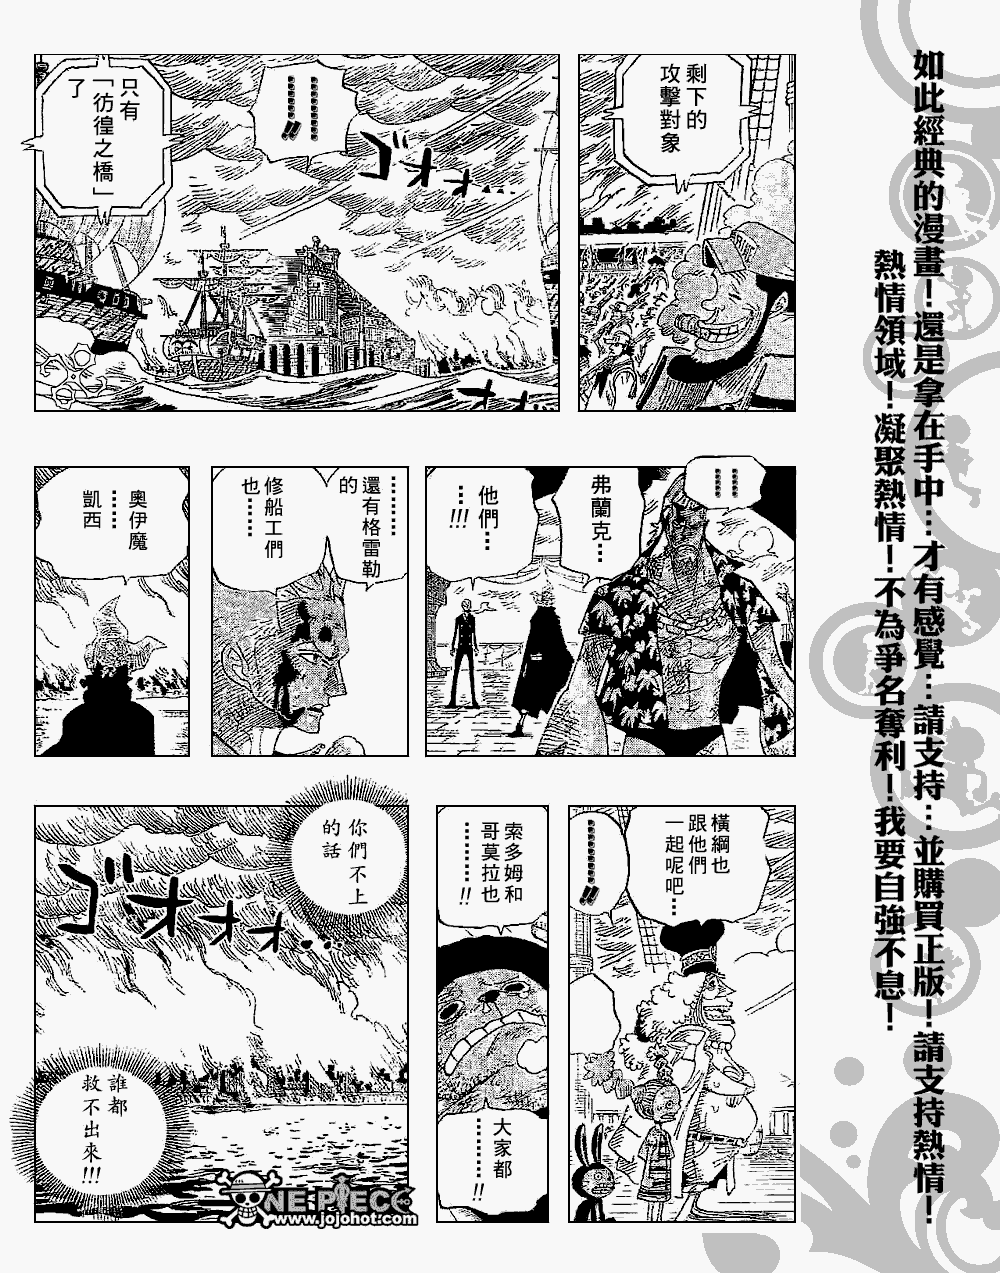 剩下的
攻擊對象
‥‥‥‥‥‥!!
只有
「彷徨之橋」
了
ゴオオ…
‥‥‥
弗蘭克…
他們…
!!!
‥‥‥‥
還有格雷勒
的
修船工們
也‥‥‥
奧伊魔
‥‥‥
凱西
橫綱也
跟他們
一起呢吧…
‥‥‥‥‥‥!!
索多姆和
哥莫拉也
‥‥‥‥!!
大家都
‥‥‥‥!!
你們不上
的話
ゴオオオ…
誰都
救不出來!!!
ONE PIECE
www.jojohot.com
如此經典的漫畫!還是拿在手中…才有感覺…請支持…並購買正版!請支持熱情!
熱情領域!凝聚熱情!不為爭名奪利!我要自強不息!